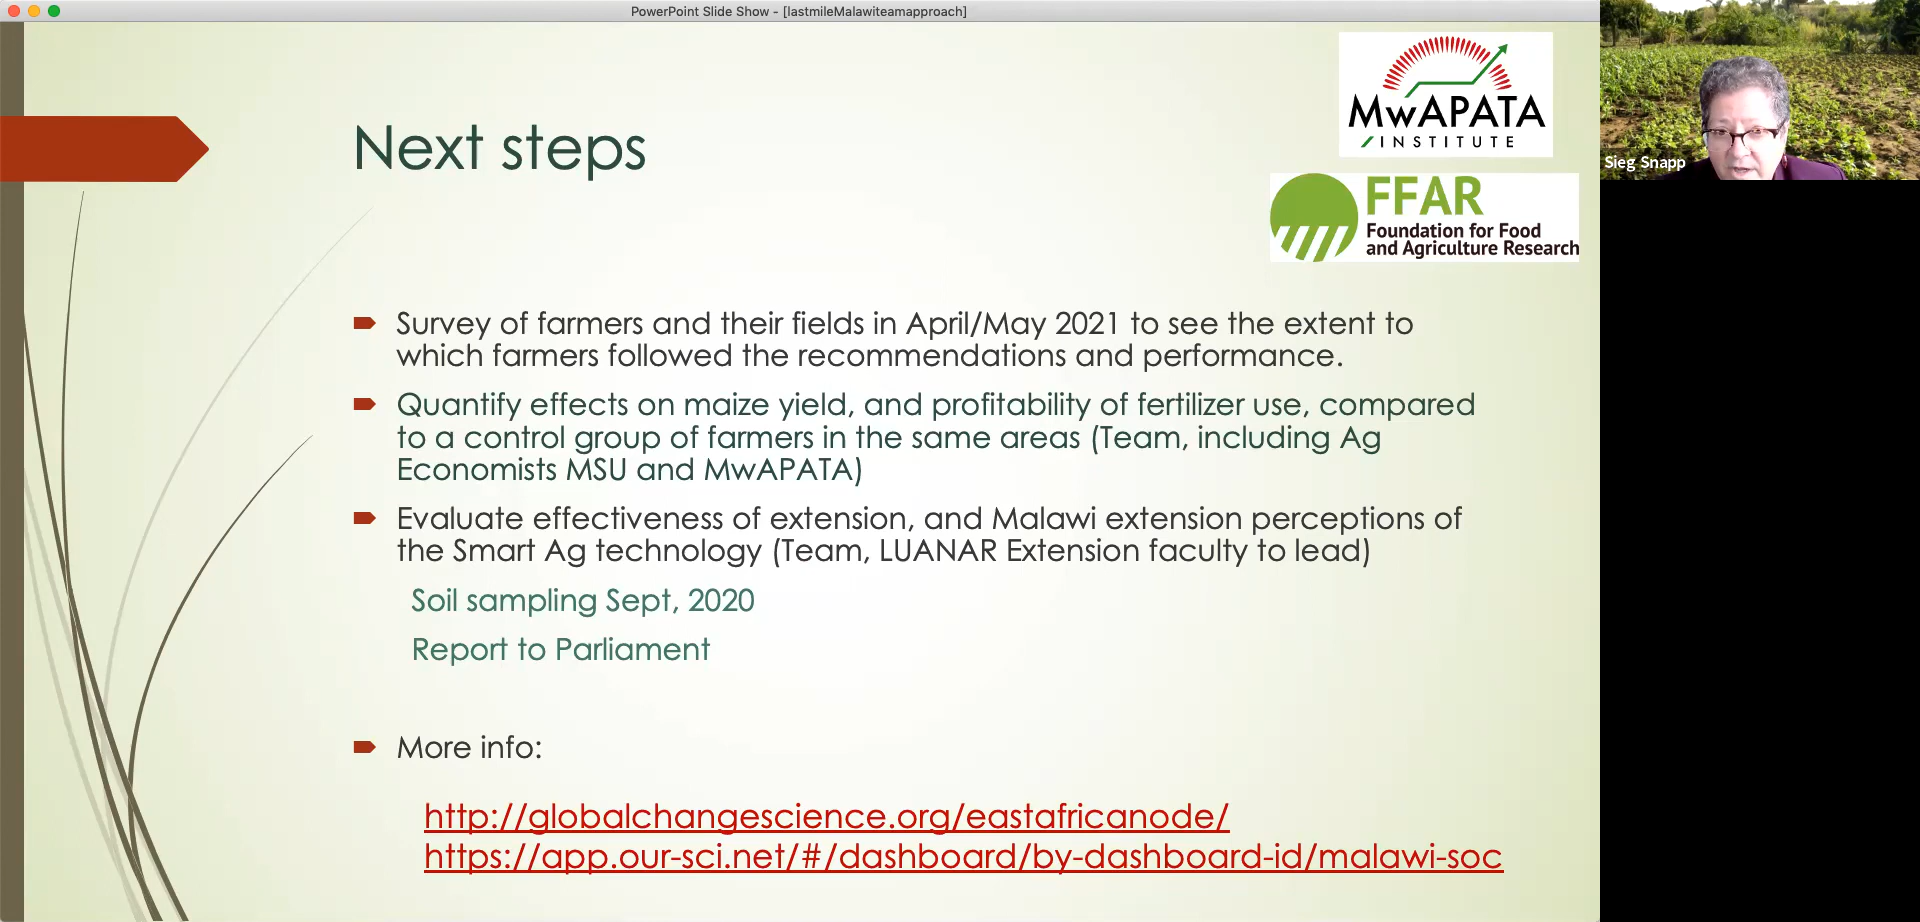 PowerPoint Slide Show - [lastmileMalawiteamapproach]
Next steps
MwAPATA
INSTITUTE
FFAR
Foundation for Food
and Agriculture Research
Sieg Snapp
Survey of farmers and their fields in April/May 2021 to see the extent to
which farmers followed the recommendations and performance.
Quantify effects on maize yield, and profitability of fertilizer use, compared
to a control group of farmers in the same areas (Team, including Ag
Economists MSU and MwAPATA)
Evaluate effectiveness of extension, and Malawi extension perceptions of
the Smart Ag technology (Team, LUANAR Extension faculty to lead)
Soil sampling Sept, 2020
Report to Parliament
More info:
http://globalchangescience.org/eastafricanode/
https://app.our-sci.net/#/dashboard/by-dashboard-id/malawi-soc